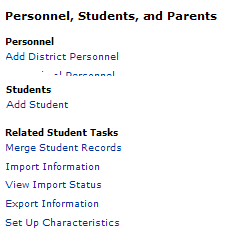 Personnel, Students, and Parents
Personnel
Add District Personnel
Personnel
Students
Add Student
Related Student Tasks
Merge Student Records
Import Information
View Import Status
Export Information
Set Up Characteristics